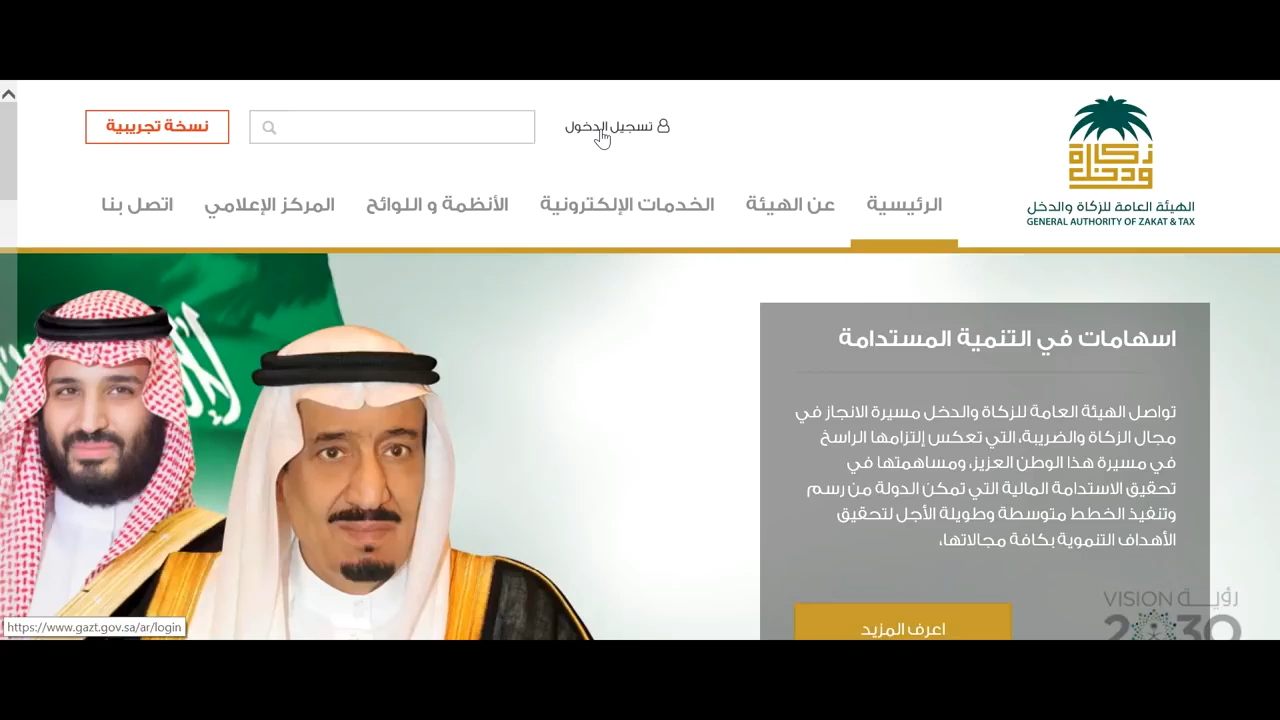 تسجيل الدخول
نسخة تجريبية
زكاة
ودخل
الهيئة العامة للزكاة والدخل
GENERAL AUTHORITY OF ZAKAT & TAX
الرئيسية
عن الهيئة
الخدمات الإلكترونية
الأنظمة و اللوائح
المركز الإعلامي
اتصل بنا
اسهامات في التنمية المستدامة
تواصل الهيئة العامة للزكاة والدخل مسيرة الانجاز في
مجال الزكاة والضريبة، التي تعكس إلتزامها الراسخ
في مسيرة هذا الوطن العزيز، ومساهمتها في
تحقيق الاستدامة المالية التي تمكن الدولة من رسم
وتنفيذ الخطط متوسطة وطويلة الأجل لتحقيق
الأهداف التنموية بكافة مجالاتها،
اعرف المزيد
VISION رؤيـــة
2030
https://www.gazt.gov.sa/ar/login